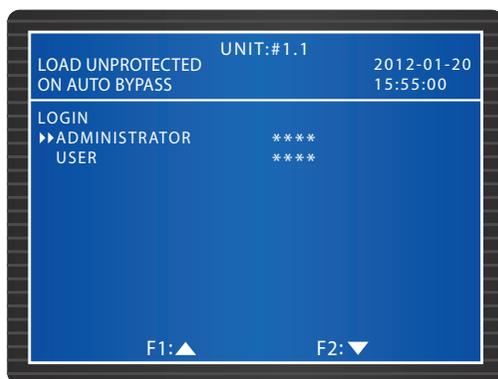 UNIT:#1.1
LOAD UNPROTECTED 2012-01-20
ON AUTO BYPASS 15:55:00
LOGIN
▸▸ADMINISTRATOR ****
USER ****
F1:▲ F2:▼